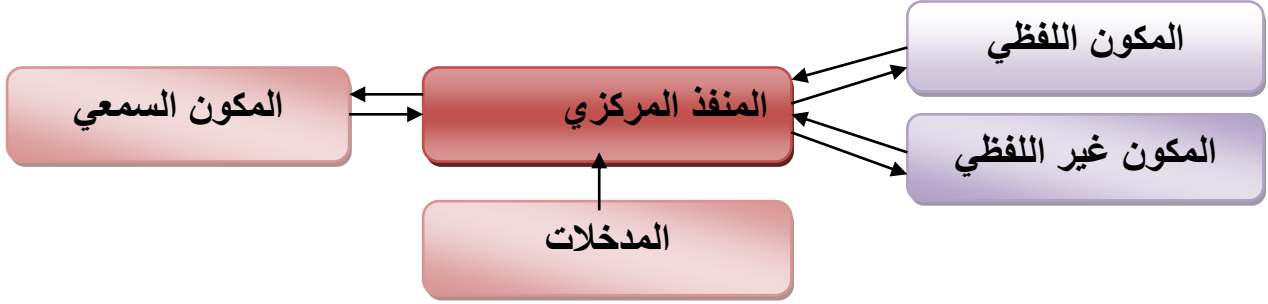 المكون اللفظي
المنفذ المركزي
المكون السمعي
المكون غير اللفظي
المدخلات